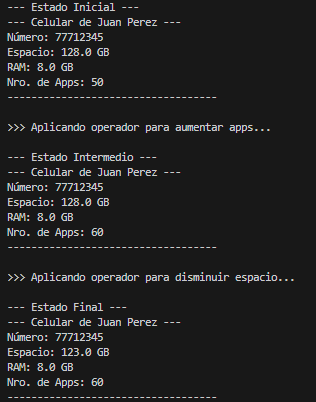 --- Estado Inicial ---
--- Celular de Juan Perez ---
Número: 77712345
Espacio: 128.0 GB
RAM: 8.0 GB
Nro. de Apps: 50
-----------------------------------
>>> Aplicando operador para aumentar apps...
--- Estado Intermedio ---
--- Celular de Juan Perez ---
Número: 77712345
Espacio: 128.0 GB
RAM: 8.0 GB
Nro. de Apps: 60
-----------------------------------
>>> Aplicando operador para disminuir espacio...
--- Estado Final ---
--- Celular de Juan Perez ---
Número: 77712345
Espacio: 123.0 GB
RAM: 8.0 GB
Nro. de Apps: 60
-----------------------------------